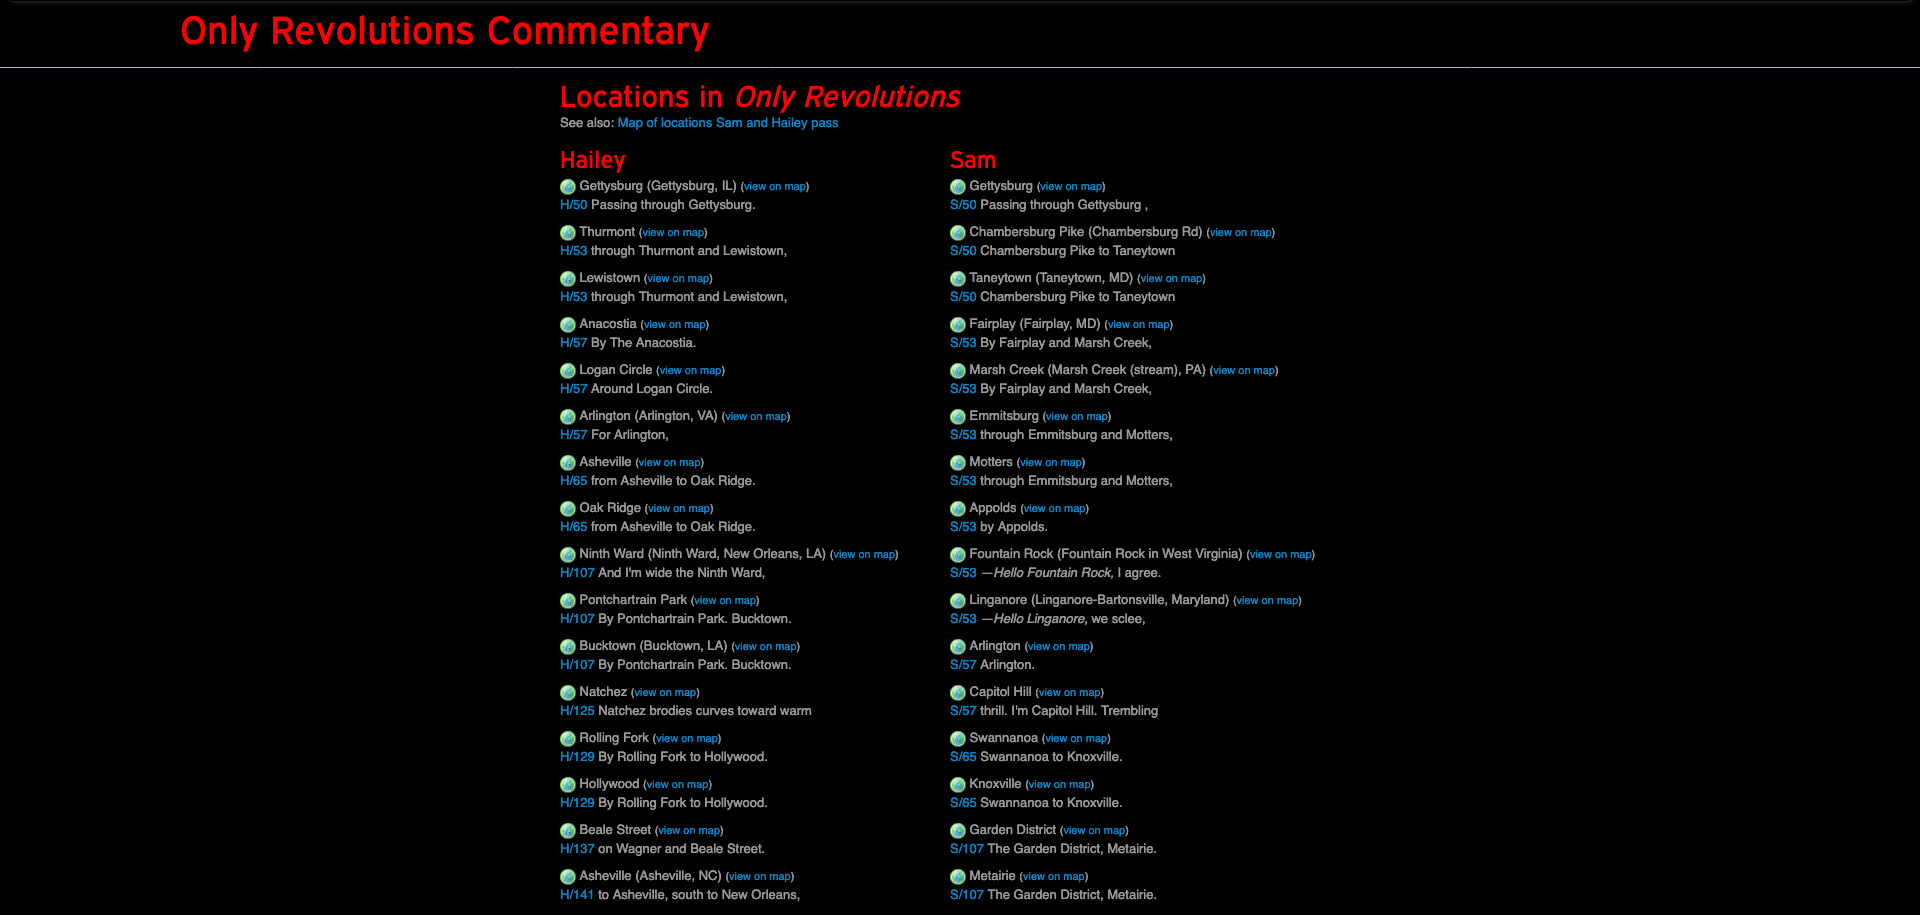 Only Revolutions Commentary
Locations in Only Revolutions
See also: Map of locations Sam and Hailey pass
Hailey
Gettysburg (Gettysburg, IL) (view on map)
H/50 Passing through Gettysburg.
Thurmont (view on map)
H/53 through Thurmont and Lewistown,
Lewistown (view on map)
H/53 through Thurmont and Lewistown,
Anacostia (view on map)
H/57 By The Anacostia.
Logan Circle (view on map)
H/57 Around Logan Circle.
Arlington (Arlington, VA) (view on map)
H/57 For Arlington,
Asheville (view on map)
H/65 from Asheville to Oak Ridge.
Oak Ridge (view on map)
H/65 from Asheville to Oak Ridge.
Ninth Ward (Ninth Ward, New Orleans, LA) (view on map)
H/107 And I'm wide the Ninth Ward,
Pontchartrain Park (view on map)
H/107 By Pontchartrain Park. Bucktown.
Bucktown (Bucktown, LA) (view on map)
H/107 By Pontchartrain Park. Bucktown.
Natchez (view on map)
H/125 Natchez brodies curves toward warm
Rolling Fork (view on map)
H/129 By Rolling Fork to Hollywood.
Hollywood (view on map)
H/129 By Rolling Fork to Hollywood.
Beale Street (view on map)
H/137 on Wagner and Beale Street.
Asheville (Asheville, NC) (view on map)
H/141 to Asheville, south to New Orleans,
Sam
Gettysburg (view on map)
S/50 Passing through Gettysburg ,
Chambersburg Pike (Chambersburg Rd) (view on map)
S/50 Chambersburg Pike to Taneytown
Taneytown (Taneytown, MD) (view on map)
S/50 Chambersburg Pike to Taneytown
Fairplay (Fairplay, MD) (view on map)
S/53 By Fairplay and Marsh Creek,
Marsh Creek (Marsh Creek (stream), PA) (view on map)
S/53 By Fairplay and Marsh Creek,
Emmitsburg (view on map)
S/53 through Emmitsburg and Motters,
Motters (view on map)
S/53 through Emmitsburg and Motters,
Appolds (view on map)
S/53 by Appolds.
Fountain Rock (Fountain Rock in West Virginia) (view on map)
S/53 —Hello Fountain Rock, I agree.
Linganore (Linganore-Bartonsville, Maryland) (view on map)
S/53 —Hello Linganore, we sclee,
Arlington (view on map)
S/57 Arlington.
Capitol Hill (view on map)
S/57 thrill. I'm Capitol Hill. Trembling
Swannanoa (view on map)
S/65 Swannanoa to Knoxville.
Knoxville (view on map)
S/65 Swannanoa to Knoxville.
Garden District (view on map)
S/107 The Garden District, Metairie.
Metairie (view on map)
S/107 The Garden District, Metairie.